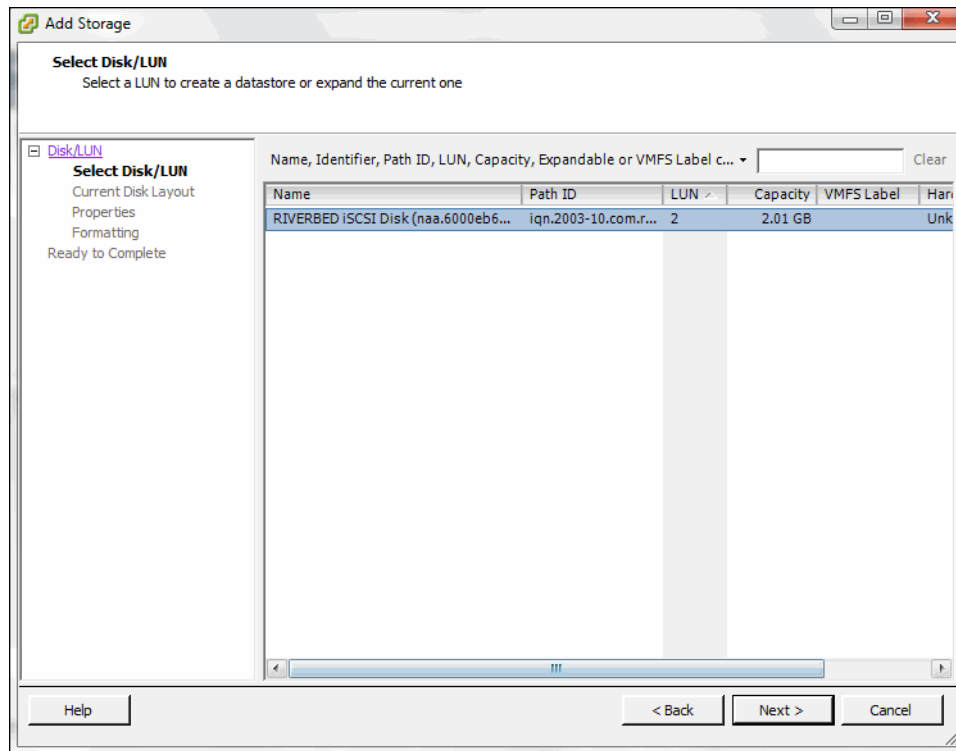 Add Storage
Select Disk/LUN
Select a LUN to create a datastore or expand the current one
Disk/LUN
Select Disk/LUN
Current Disk Layout
Properties
Formatting
Ready to Complete
Name, Identifier, Path ID, LUN, Capacity, Expandable or VMFS Label c... Clear
Name Path ID LUN Capacity VMFS Label Hard
RIVERBED iSCSI Disk (naa.6000eb6... iqn.2003-10.com.r... 2 2.01 GB Unk
Help < Back Next > Cancel